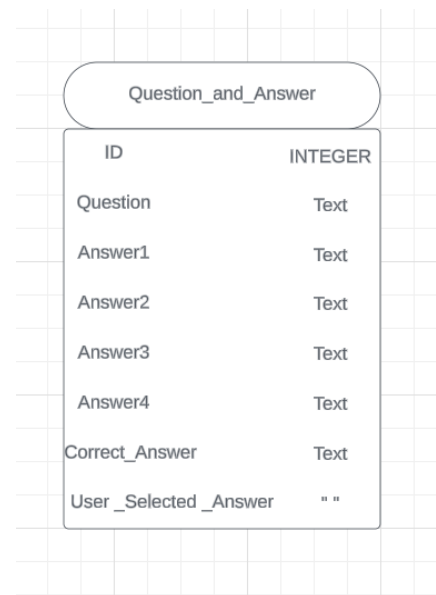 Question_and_Answer
ID INTEGER
Question Text
Answer1 Text
Answer2 Text
Answer3 Text
Answer4 Text
Correct_Answer Text
User _Selected _Answer " "